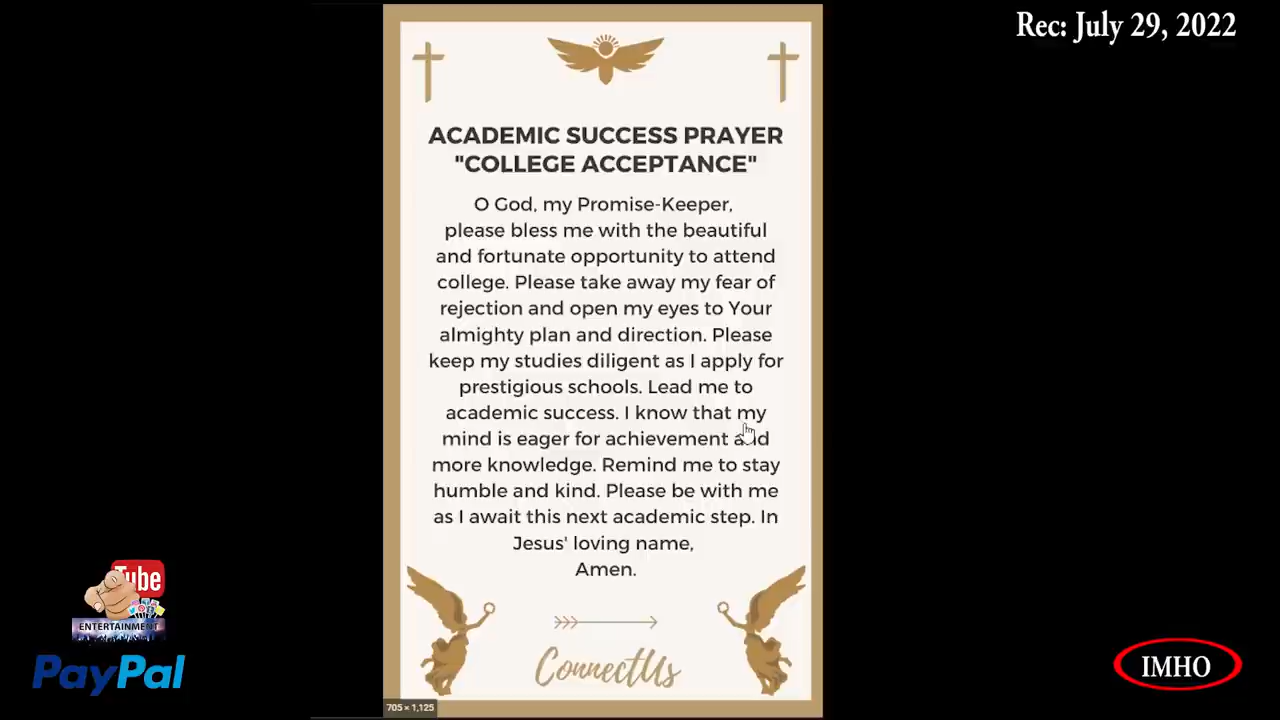 Rec: July 29, 2022
ACADEMIC SUCCESS PRAYER
"COLLEGE ACCEPTANCE"
O God, my Promise-Keeper,
please bless me with the beautiful
and fortunate opportunity to attend
college. Please take away my fear of
rejection and open my eyes to Your
almighty plan and direction. Please
keep my studies diligent as I apply for
prestigious schools. Lead me to
academic success. I know that my
mind is eager for achievement and
more knowledge. Remind me to stay
humble and kind. Please be with me
as I await this next academic step. In
Jesus' loving name,
Amen.
ConnectUs
705 × 1,125
Tube
ENTERTAINMENT
PayPal
IMHO